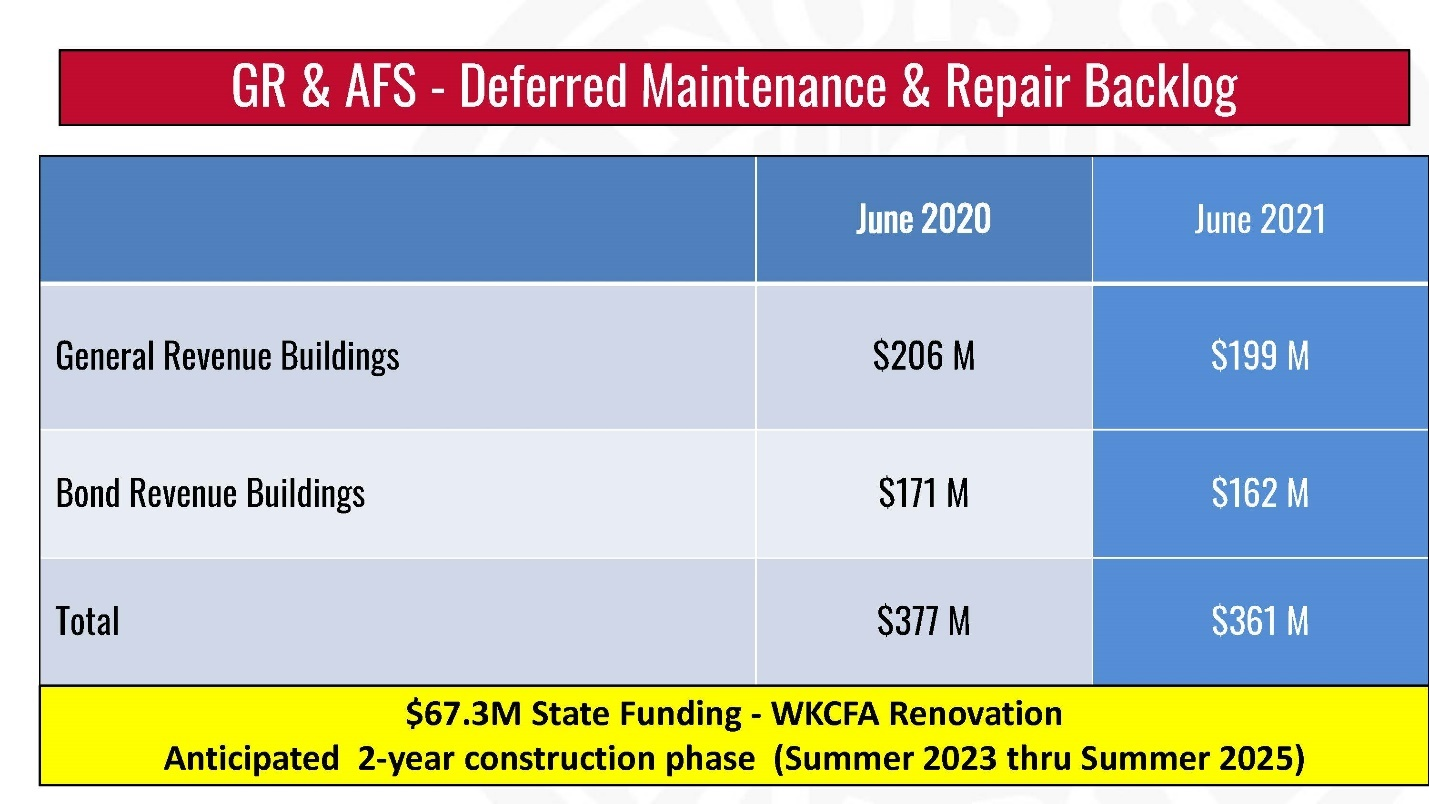 GR & AFS - Deferred Maintenance & Repair Backlog
June 2020 June 2021
General Revenue Buildings $206 M $199 M
Bond Revenue Buildings $171 M $162 M
Total $377 M $361 M
$67.3M State Funding - WKCFA Renovation
Anticipated 2-year construction phase (Summer 2023 thru Summer 2025)